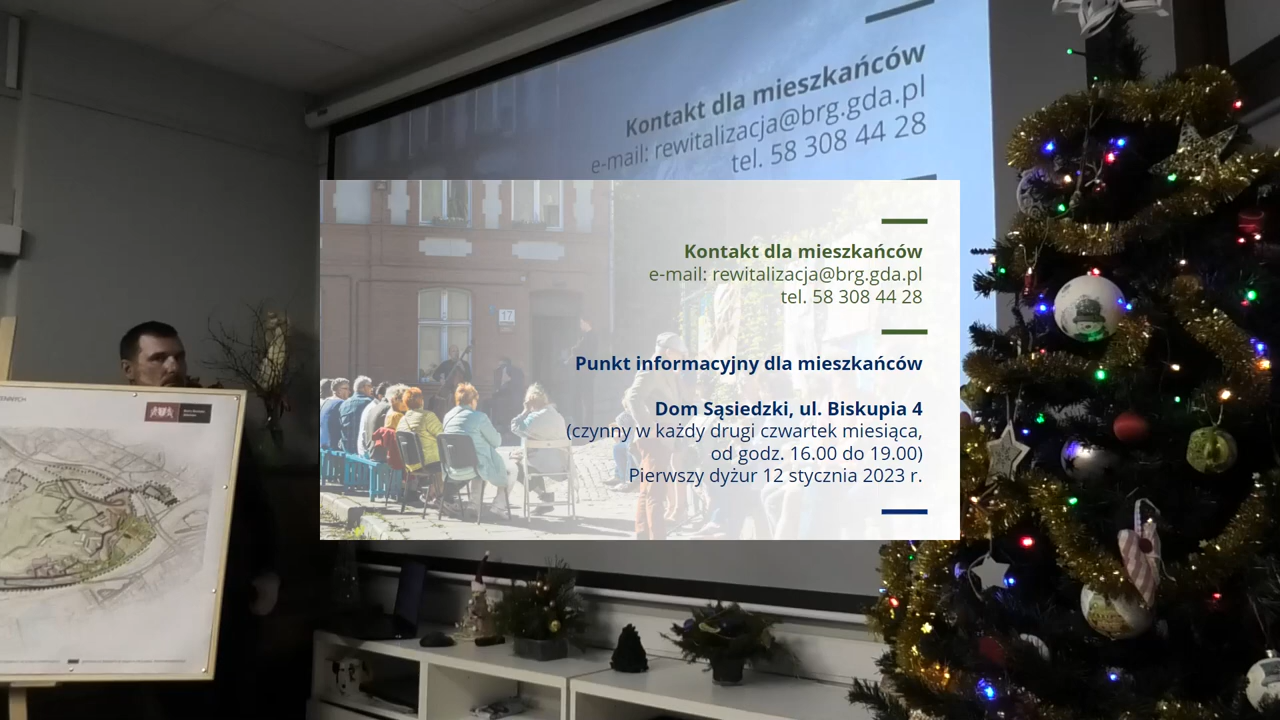 Kontakt dla mieszkańców
e-mail: rewitalizacja@brg.gda.pl
tel. 58 308 44 28
Kontakt dla mieszkańców
e-mail: rewitalizacja@brg.gda.pl
tel. 58 308 44 28
17
Punkt informacyjny dla mieszkańców
Dom Sąsiedzki, ul. Biskupia 4
(czynny w każdy drugi czwartek miesiąca,
od godz. 16.00 do 19.00)
Pierwszy dyżur 12 stycznia 2023 r.